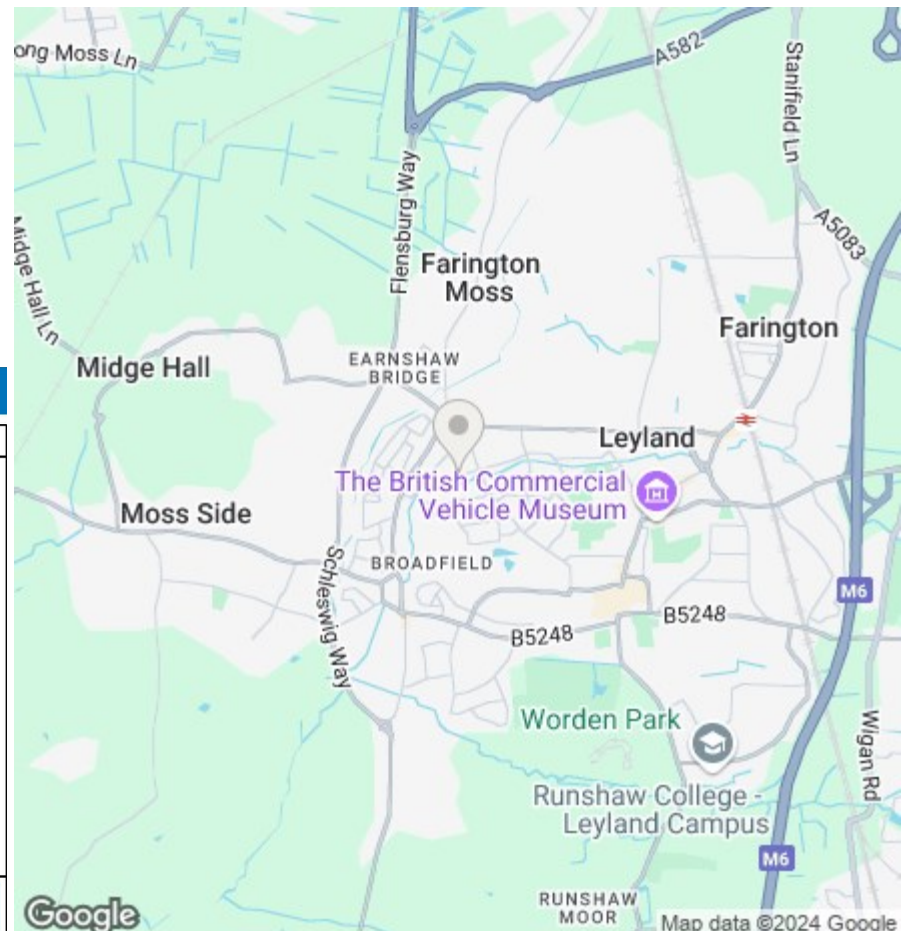 ong Moss Ln
A582
Stanifield Ln
Flensburg Way
A5083
Midge Hall Ln
Farington
Moss
Farington
EARNSHAW
BRIDGE
Midge Hall
Leyland
The British Commercial
Vehicle Museum
Moss Side
BROADFIELD
Schleswig Way
M6
B5248
B5248
Worden Park
Wigan Rd
Runshaw College -
Leyland Campus
M6
RUNSHAW
MOOR
Google
Map data ©2024 Google